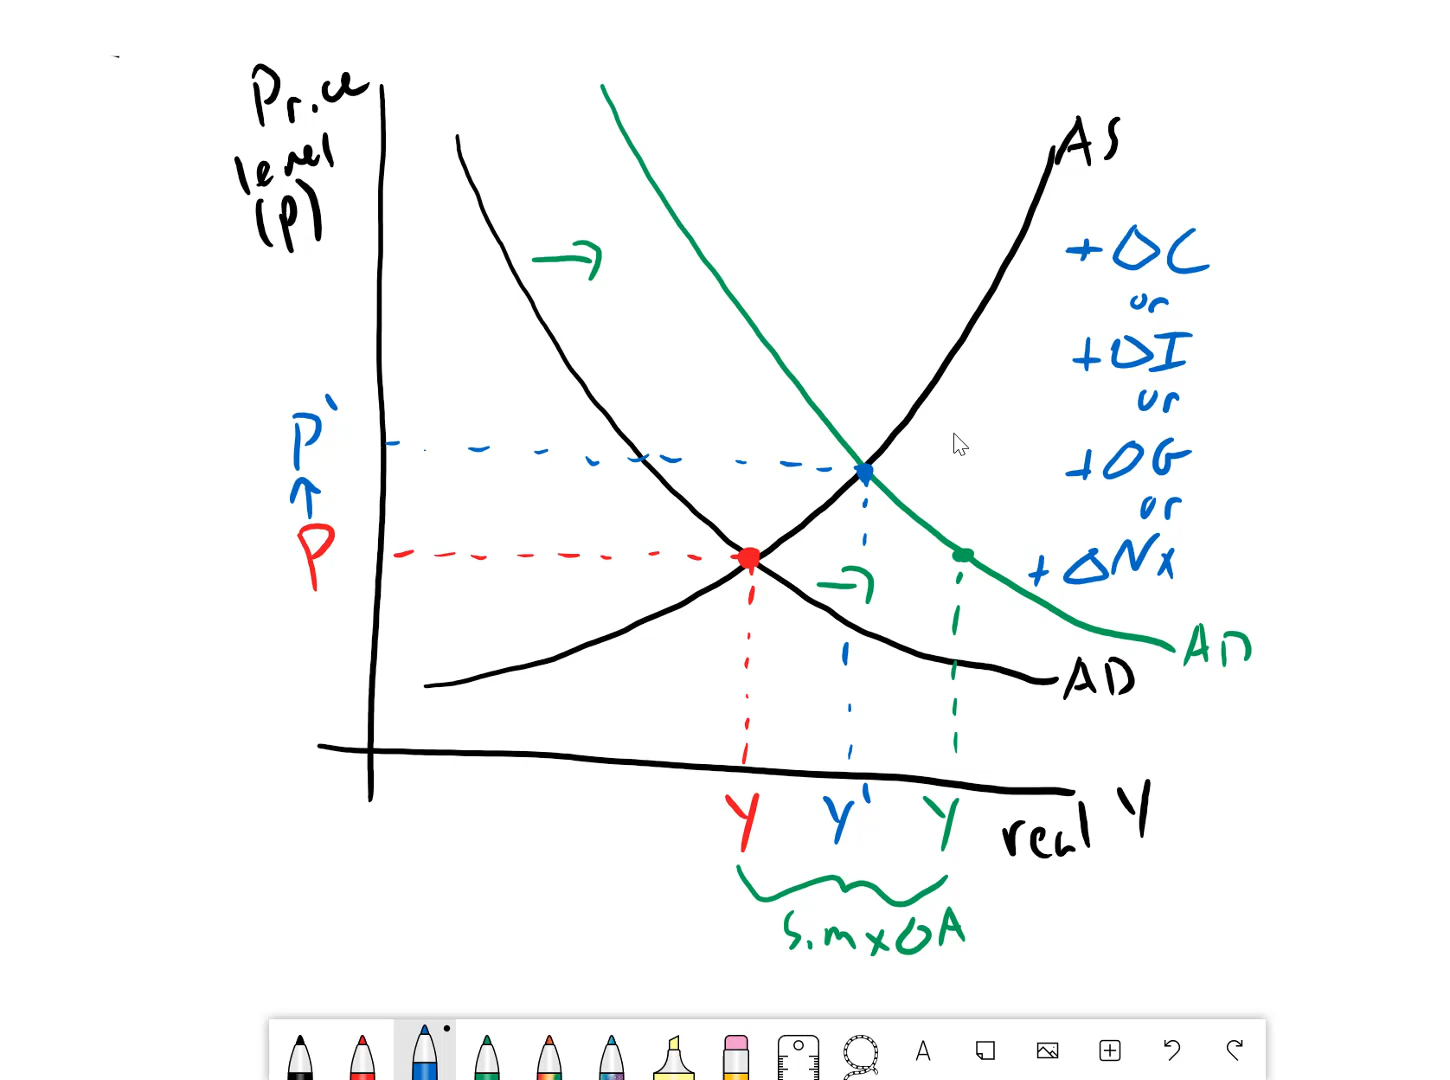 Price
level
(P)
AS
+ ΔC
or
+ ΔI
or
+ ΔG
or
+ ΔNx
P'
P
AD
AD
Y
Y'
Y
real Y
S.m x ΔA
A